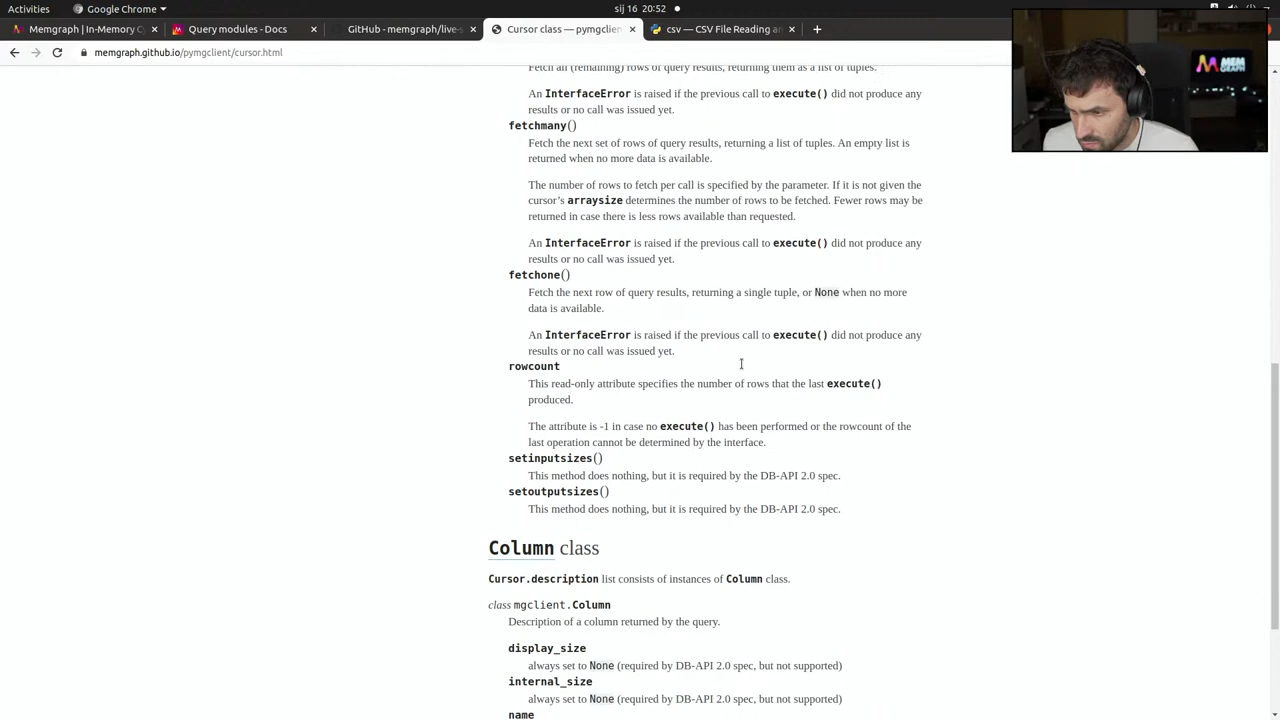 Activities
Google Chrome
sij 16 20:52
Memgraph | In-Memory Cy
Query modules - Docs
GitHub - memgraph/live-s
Cursor class — pymgclien
csv — CSV File Reading an
memgraph.github.io/pymgclient/cursor.html
Fetch all (remaining) rows of query results, returning them as a list of tuples.
An InterfaceError is raised if the previous call to execute() did not produce any
results or no call was issued yet.
fetchmany()
Fetch the next set of rows of query results, returning a list of tuples. An empty list is
returned when no more data is available.
The number of rows to fetch per call is specified by the parameter. If it is not given the
cursor's arraysize determines the number of rows to be fetched. Fewer rows may be
returned in case there is less rows available than requested.
An InterfaceError is raised if the previous call to execute() did not produce any
results or no call was issued yet.
fetchone()
Fetch the next row of query results, returning a single tuple, or None when no more
data is available.
An InterfaceError is raised if the previous call to execute() did not produce any
results or no call was issued yet.
rowcount
This read-only attribute specifies the number of rows that the last execute()
produced.
The attribute is -1 in case no execute() has been performed or the rowcount of the
last operation cannot be determined by the interface.
setinputsizes()
This method does nothing, but it is required by the DB-API 2.0 spec.
setoutputsizes()
This method does nothing, but it is required by the DB-API 2.0 spec.
Column class
Cursor.description list consists of instances of Column class.
class mgclient.Column
Description of a column returned by the query.
display_size
always set to None (required by DB-API 2.0 spec, but not supported)
internal_size
always set to None (required by DB-API 2.0 spec, but not supported)
name
MEM
GRAPH